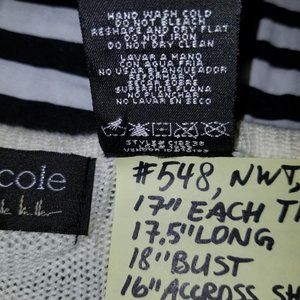 HAND WASH COLD
DO NOT BLEACH
RESHAPE AND DRY FLAT
DO NOT IRON
DO NOT DRY CLEAN
LAVAR A MANO
CON AGUA FRIA
NO USAR BLANQUEADOR
SUPERFICIE PLANA
NO PLANCHAR
NO LAVAR EN SECO
STYLE#
cole
#548, NWT,
17" EACH
17.5" LONG
18" BUST
16" ACCROSS